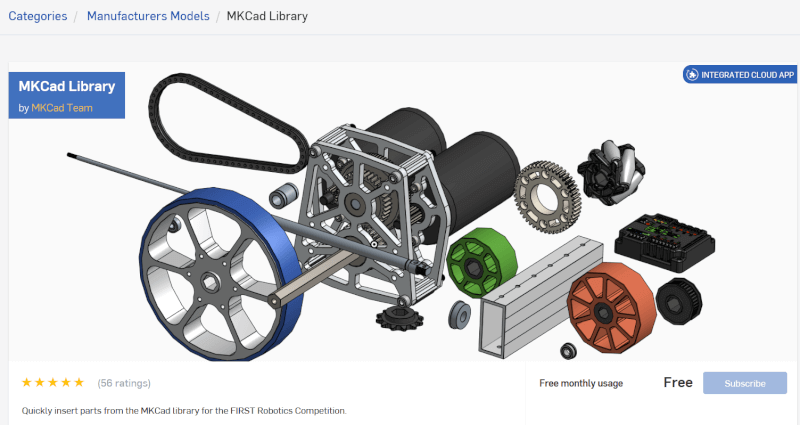 Categories / Manufacturers Models / MKCad Library
MKCad Library
by MKCad Team
INTEGRATED CLOUD APP
(56 ratings)
Free monthly usage
Free
Subscribe
Quickly insert parts from the MKCad library for the FIRST Robotics Competition.